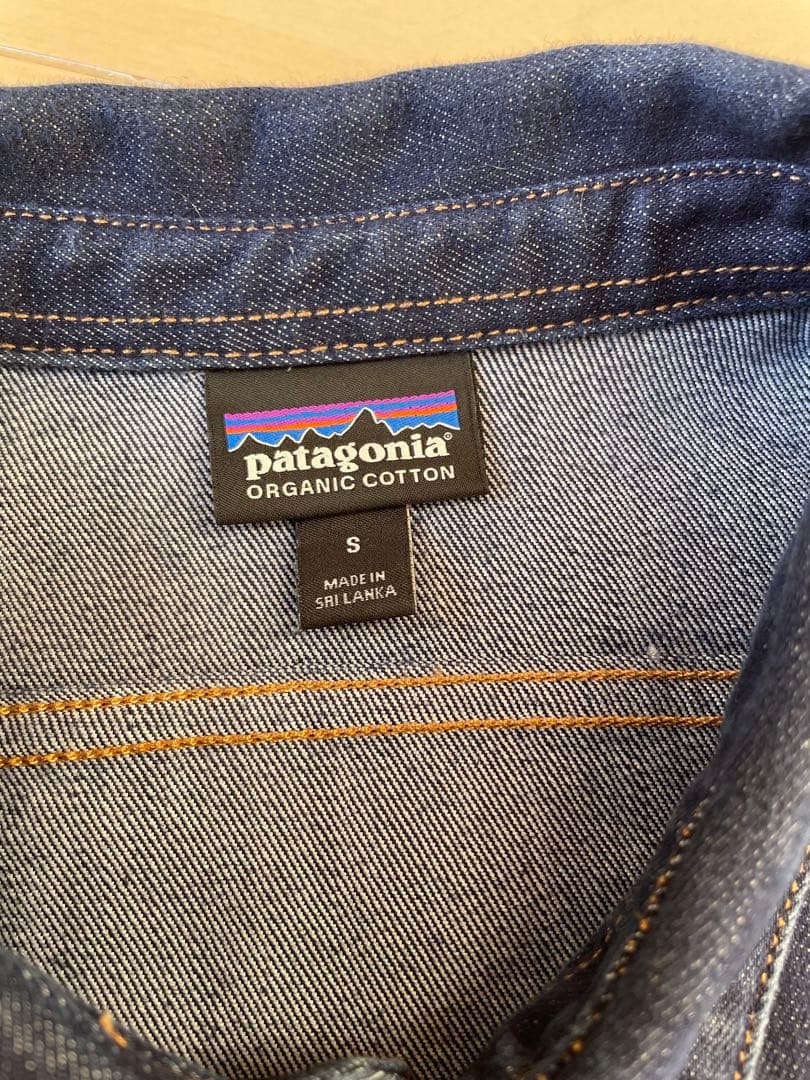 patagonia®
ORGANIC COTTON
S
MADE IN
SRI LANKA